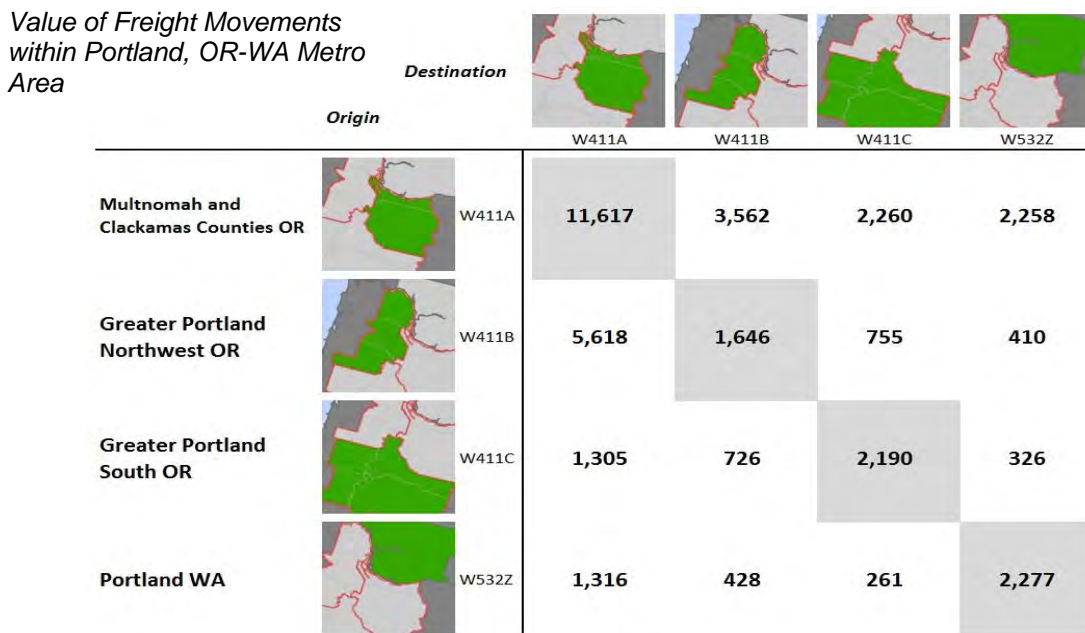 Value of Freight Movements
within Portland, OR-WA Metro
Area
Destination
Origin
W411A W411B W411C W532Z
Multnomah and
Clackamas Counties OR
W411A 11,617 3,562 2,260 2,258
Greater Portland
Northwest OR
W411B 5,618 1,646 755 410
Greater Portland
South OR
W411C 1,305 726 2,190 326
Portland WA W532Z 1,316 428 261 2,277